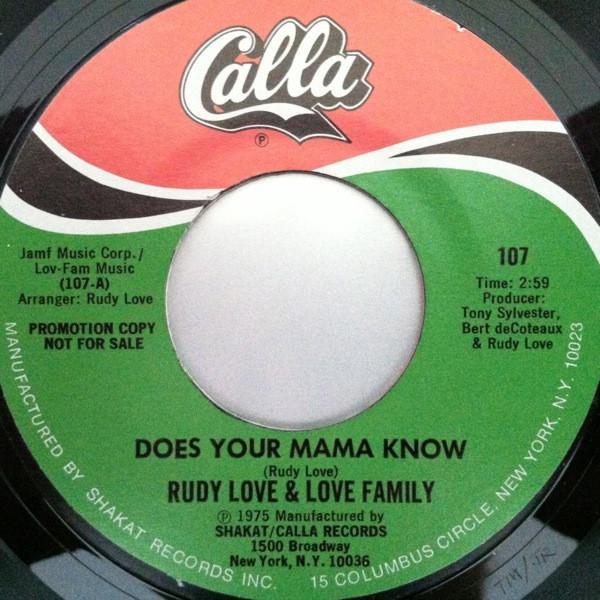 Calla
℗
Jamf Music Corp./
Lov-Fam Music
(107-A)
Arranger: Rudy Love
PROMOTION COPY
NOT FOR SALE
107
Time: 2:59
Producer:
Tony Sylvester,
Bert deCoteaux
& Rudy Love
DOES YOUR MAMA KNOW
(Rudy Love)
RUDY LOVE & LOVE FAMILY
℗ 1975 Manufactured by
SHAKAT/CALLA RECORDS
1500 Broadway
New York, N.Y. 10036
MANUFACTURED BY SHAKAT RECORDS INC. 15 COLUMBUS CIRCLE, NEW YORK, N.Y. 10023